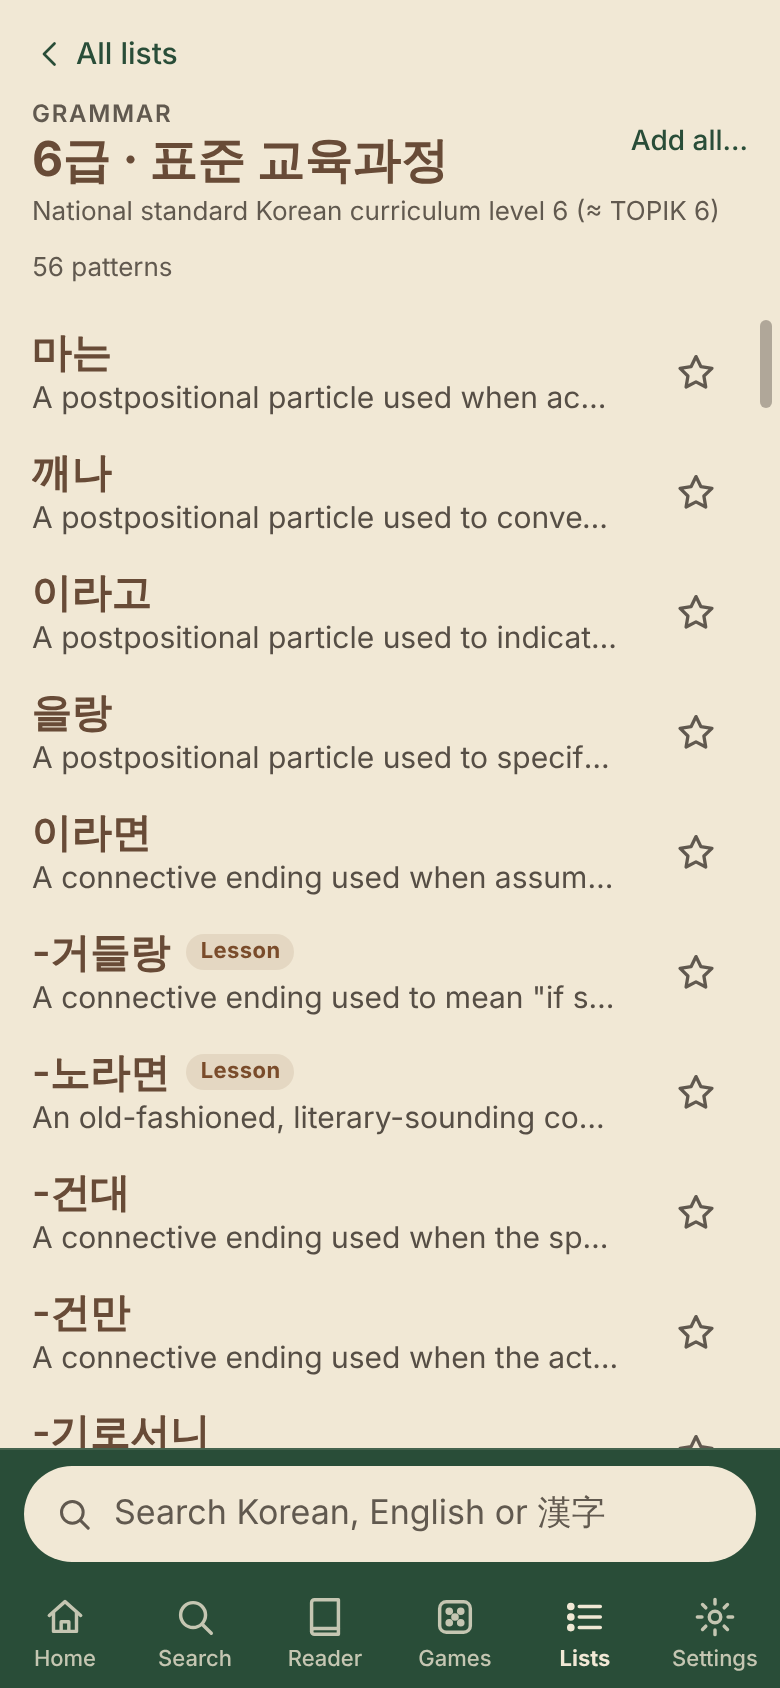 All lists
GRAMMAR
6급 · 표준 교육과정
Add all...
National standard Korean curriculum level 6 (≈ TOPIK 6)
56 patterns
마는
A postpositional particle used when ac...
깨나
A postpositional particle used to conve...
이라고
A postpositional particle used to indicat...
을랑
A postpositional particle used to specif...
이라면
A connective ending used when assum...
-거들랑 Lesson
A connective ending used to mean "if s...
-노라면 Lesson
An old-fashioned, literary-sounding co...
-건대
A connective ending used when the sp...
-건만
A connective ending used when the act...
-기로서니
Search Korean, English or 漢字
Home Search Reader Games Lists Settings